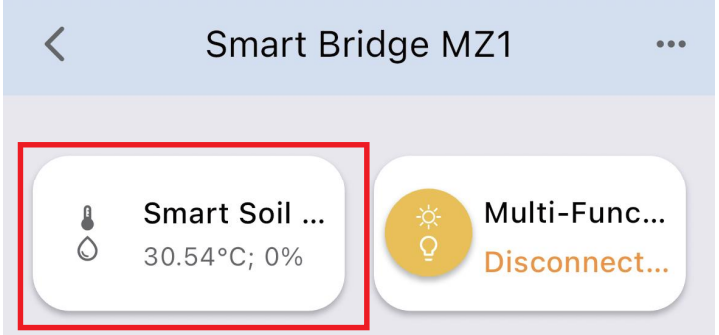 Smart Bridge MZ1
Smart Soil ...
30.54°C; 0%
Multi-Func...
Disconnect...